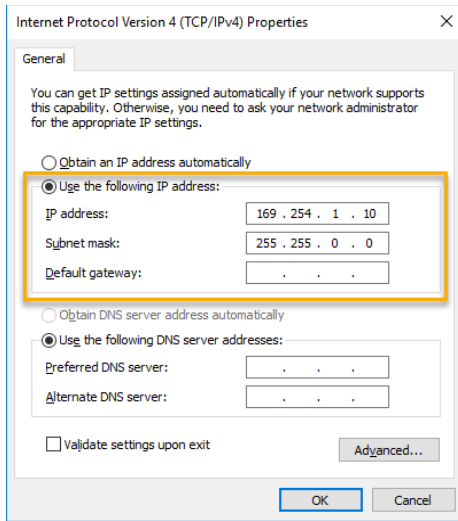 Internet Protocol Version 4 (TCP/IPv4) Properties
General
You can get IP settings assigned automatically if your network supports
this capability. Otherwise, you need to ask your network administrator
for the appropriate IP settings.
Obtain an IP address automatically
Use the following IP address:
IP address: 169 . 254 . 1 . 10
Subnet mask: 255 . 255 . 0 . 0
Default gateway: . . .
Obtain DNS server address automatically
Use the following DNS server addresses:
Preferred DNS server: . . .
Alternate DNS server: . . .
Validate settings upon exit
Advanced...
OK Cancel